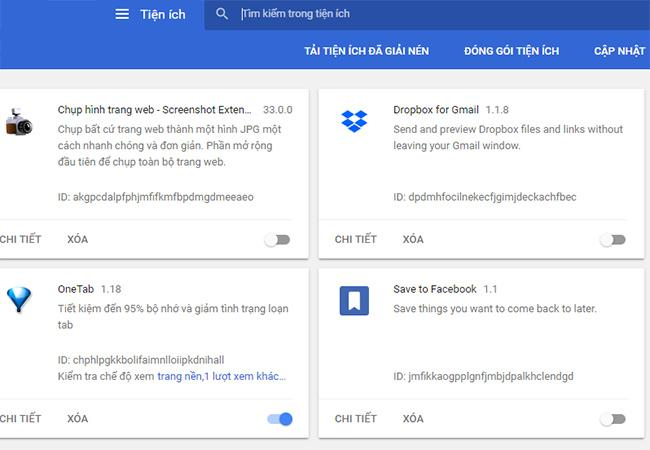 Tiện ích
Tìm kiếm trong tiện ích
TẢI TIỆN ÍCH ĐÃ GIẢI NÉN ĐÓNG GÓI TIỆN ÍCH CẬP NHẬT
Chụp hình trang web - Screenshot Exten... 33.0.0
Chụp bất cứ trang web thành một hình JPG một
cách nhanh chóng và đơn giản. Phần mở rộng
đầu tiên để chụp toàn bộ trang web.
ID: akgpcdalpfphjmfifkmfbpdmgdmeeaeo
CHI TIẾT XÓA
Dropbox for Gmail 1.1.8
Send and preview Dropbox files and links without
leaving your Gmail window.
ID: dpdmhfocilnekecfjgimjdeckachfbec
CHI TIẾT XÓA
OneTab 1.18
Tiết kiệm đến 95% bộ nhớ và giảm tình trạng loạn
tab
ID: chphlpgkkbolifaimnlloiipkdnihall
Kiểm tra chế độ xem trang nền,1 lượt xem khác...
CHI TIẾT XÓA
Save to Facebook 1.1
Save things you want to come back to later.
ID: jmfikkaogpplgnfjmbjdpalkhclendgd
CHI TIẾT XÓA